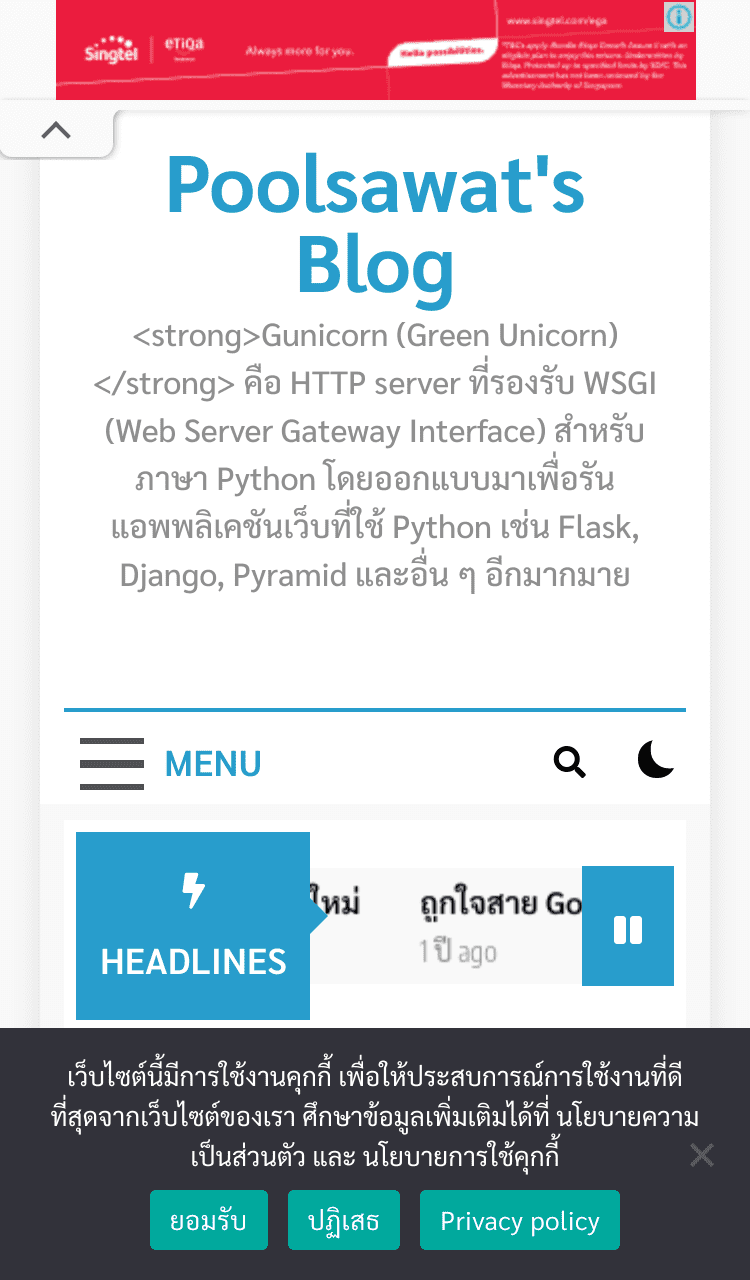 Singtel
eTiQa
Insurance
Always more for you.
Hello possibilities.
www.singtel.com/ega
Poolsawat's
Blog
<strong>Gunicorn (Green Unicorn)
</strong> คือ HTTP server ที่รองรับ WSGI
(Web Server Gateway Interface) สำหรับ
ภาษา Python โดยออกแบบมาเพื่อรัน
แอพพลิเคชันเว็บที่ใช้ Python เช่น Flask,
Django, Pyramid และอื่น ๆ อีกมากมาย
MENU
HEADLINES
ใหม่
ถูกใจสาย Go
1 ปี ago
เว็บไซต์นี้มีการใช้งานคุกกี้ เพื่อให้ประสบการณ์การใช้งานที่ดี
ที่สุดจากเว็บไซต์ของเรา ศึกษาข้อมูลเพิ่มเติมได้ที่ นโยบายความ
เป็นส่วนตัว และ นโยบายการใช้คุกกี้
ยอมรับ
ปฏิเสธ
Privacy policy